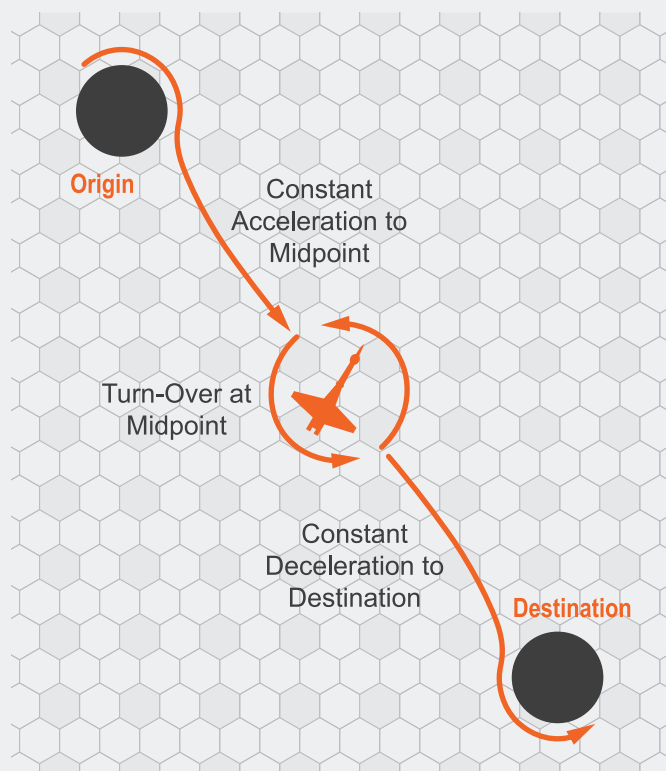 Origin
Constant
Acceleration to
Midpoint
Turn-Over at
Midpoint
Constant
Deceleration to
Destination
Destination